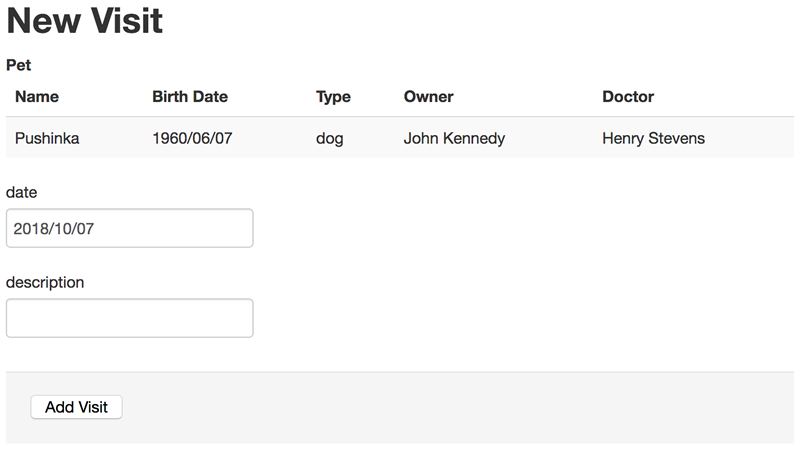 New Visit
Pet
Name Birth Date Type Owner Doctor
Pushinka 1960/06/07 dog John Kennedy Henry Stevens
date
2018/10/07
description
Add Visit